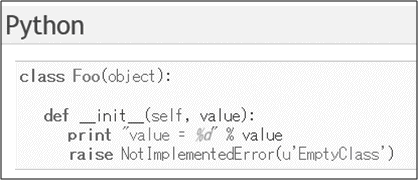 Python
class Foo(object):
def __init__(self, value):
print "value = %d" % value
raise NotImplementedError(u'EmptyClass')